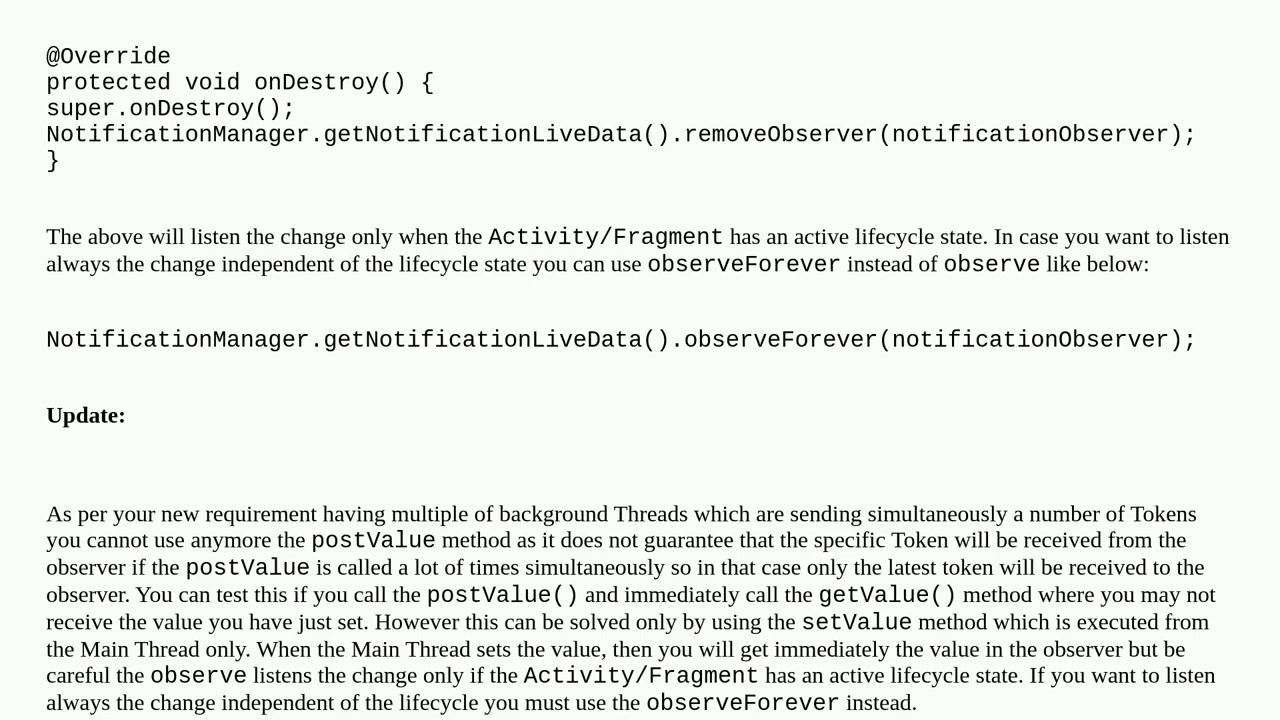 @Override
protected void onDestroy() {
super.onDestroy();
NotificationManager.getNotificationLiveData().removeObserver(notificationObserver);
}
The above will listen the change only when the Activity/Fragment has an active lifecycle state. In case you want to listen
always the change independent of the lifecycle state you can use observeForever instead of observe like below:
NotificationManager.getNotificationLiveData().observeForever(notificationObserver);
Update:
As per your new requirement having multiple of background Threads which are sending simultaneously a number of Tokens
you cannot use anymore the postValue method as it does not guarantee that the specific Token will be received from the
observer if the postValue is called a lot of times simultaneously so in that case only the latest token will be received to the
observer. You can test this if you call the postValue() and immediately call the getValue() method where you may not
receive the value you have just set. However this can be solved only by using the setValue method which is executed from
the Main Thread only. When the Main Thread sets the value, then you will get immediately the value in the observer but be
careful the observe listens the change only if the Activity/Fragment has an active lifecycle state. If you want to listen
always the change independent of the lifecycle you must use the observeForever instead.